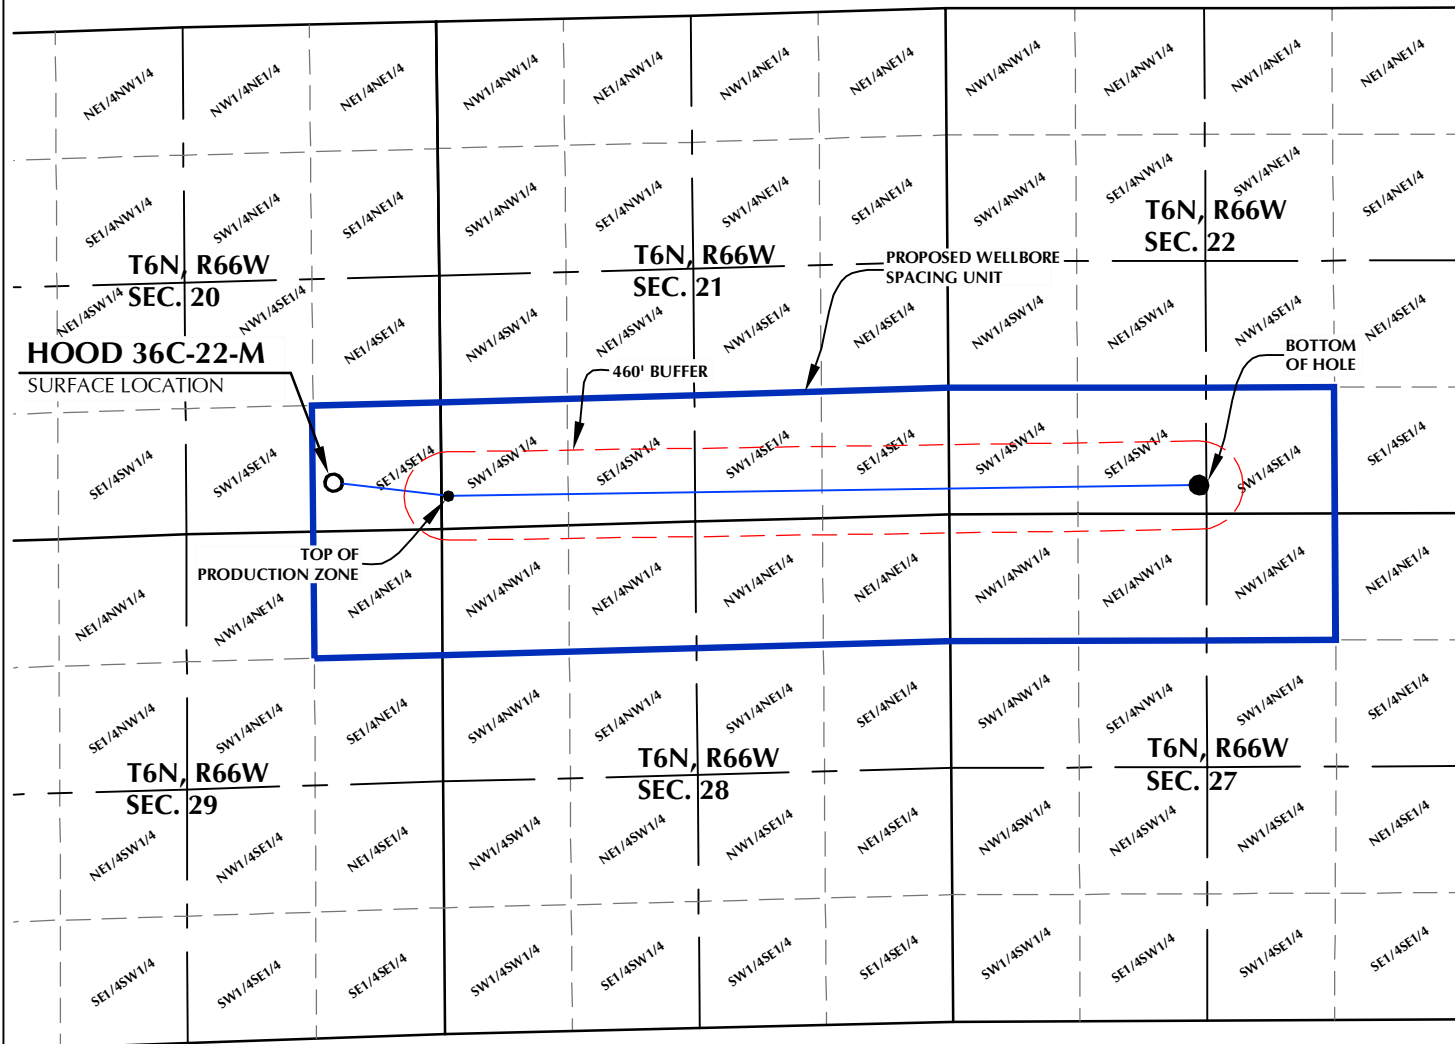 NE1/4NW1/4
NW1/4NE1/4
NE1/4NE1/4
NW1/4NW1/4
NE1/4NW1/4
NW1/4NE1/4
NE1/4NE1/4
NW1/4NW1/4
NE1/4NW1/4
NW1/4NE1/4
NE1/4NE1/4
SE1/4NW1/4
SW1/4NE1/4
SE1/4NE1/4
SW1/4NW1/4
SE1/4NW1/4
SW1/4NE1/4
SE1/4NE1/4
SW1/4NW1/4
SE1/4NW1/4
SW1/4NE1/4
SE1/4NE1/4
T6N, R66W
SEC. 20
T6N, R66W
SEC. 21
T6N, R66W
SEC. 22
PROPOSED WELLBORE
SPACING UNIT
NE1/4SW1/4
NW1/4SE1/4
NE1/4SE1/4
NW1/4SW1/4
NE1/4SW1/4
NW1/4SE1/4
NE1/4SE1/4
NW1/4SW1/4
NE1/4SW1/4
NW1/4SE1/4
NE1/4SE1/4
HOOD 36C-22-M
SURFACE LOCATION
460' BUFFER
BOTTOM
OF HOLE
SE1/4SW1/4
SW1/4SE1/4
SE1/4SE1/4
SW1/4SW1/4
SE1/4SW1/4
SW1/4SE1/4
SE1/4SE1/4
SW1/4SW1/4
SE1/4SW1/4
SW1/4SE1/4
SE1/4SE1/4
TOP OF
PRODUCTION ZONE
NE1/4NW1/4
NW1/4NE1/4
NE1/4NE1/4
NW1/4NW1/4
NE1/4NW1/4
NW1/4NE1/4
NE1/4NE1/4
NW1/4NW1/4
NE1/4NW1/4
NW1/4NE1/4
NE1/4NE1/4
SE1/4NW1/4
SW1/4NE1/4
SE1/4NE1/4
SW1/4NW1/4
SE1/4NW1/4
SW1/4NE1/4
SE1/4NE1/4
SW1/4NW1/4
SE1/4NW1/4
SW1/4NE1/4
SE1/4NE1/4
T6N, R66W
SEC. 29
T6N, R66W
SEC. 28
T6N, R66W
SEC. 27
NE1/4SW1/4
NW1/4SE1/4
NE1/4SE1/4
NW1/4SW1/4
NE1/4SW1/4
NW1/4SE1/4
NE1/4SE1/4
NW1/4SW1/4
NE1/4SW1/4
NW1/4SE1/4
NE1/4SE1/4
SE1/4SW1/4
SW1/4SE1/4
SE1/4SE1/4
SW1/4SW1/4
SE1/4SW1/4
SW1/4SE1/4
SE1/4SE1/4
SW1/4SW1/4
SE1/4SW1/4
SW1/4SE1/4
SE1/4SE1/4